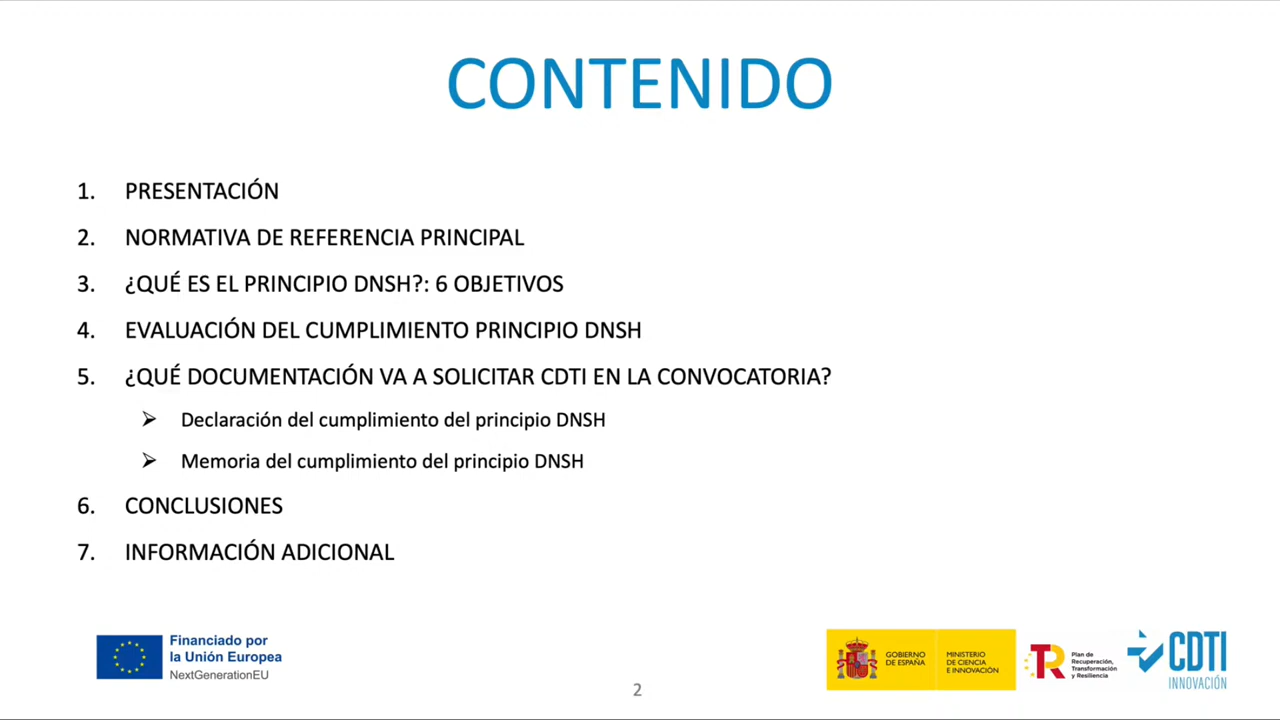 CONTENIDO
1. PRESENTACIÓN
2. NORMATIVA DE REFERENCIA PRINCIPAL
3. ¿QUÉ ES EL PRINCIPIO DNSH?: 6 OBJETIVOS
4. EVALUACIÓN DEL CUMPLIMIENTO PRINCIPIO DNSH
5. ¿QUÉ DOCUMENTACIÓN VA A SOLICITAR CDTI EN LA CONVOCATORIA?
➢ Declaración del cumplimiento del principio DNSH
➢ Memoria del cumplimiento del principio DNSH
6. CONCLUSIONES
7. INFORMACIÓN ADICIONAL
Financiado por
la Unión Europea
NextGenerationEU
2
GOBIERNO
DE ESPAÑA
MINISTERIO
DE CIENCIA
E INNOVACIÓN
TR
Plan de
Recuperación,
Transformación
y Resiliencia
CDTI
INNOVACIÓN